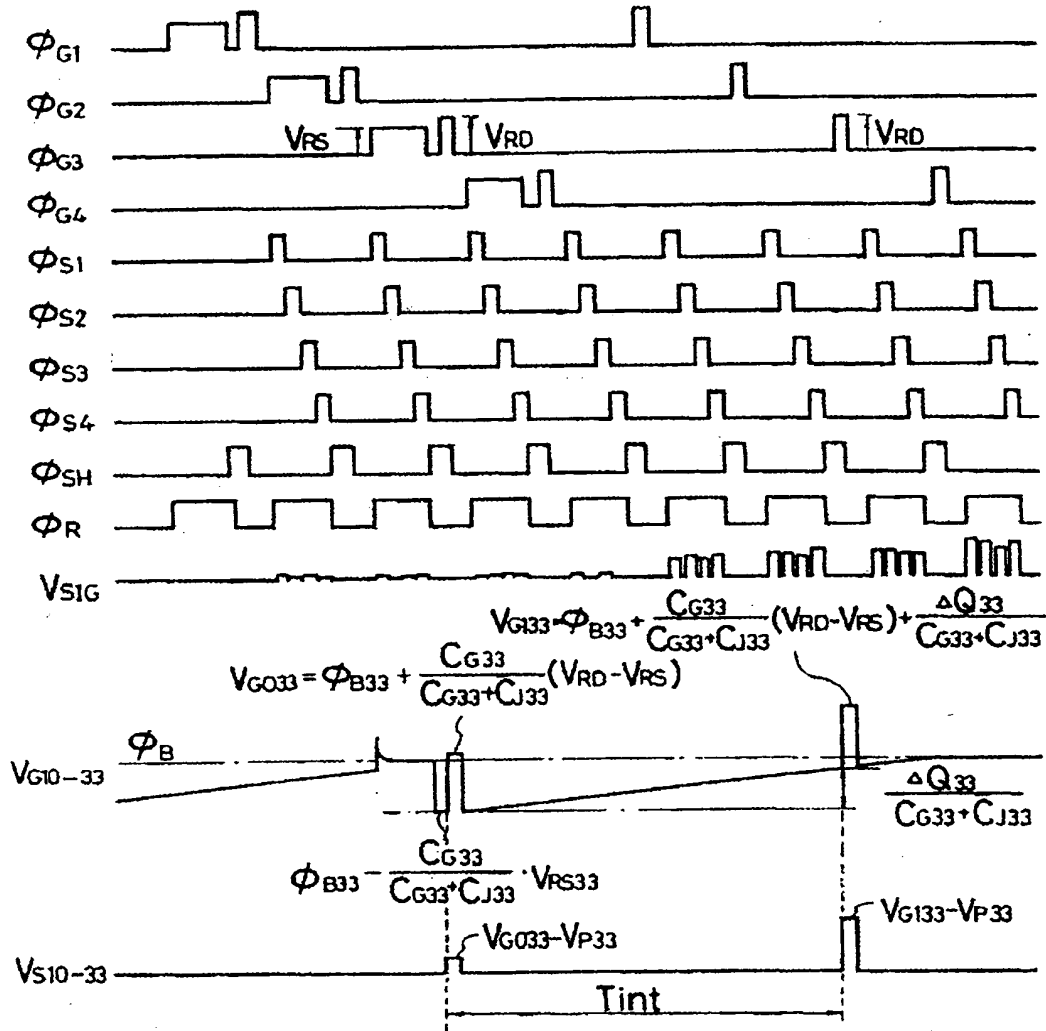 ΦG1
ΦG2
VRS VRD VRD
ΦG3
ΦG4
ΦS1
ΦS2
ΦS3
ΦS4
ΦSH
ΦR
VS1G
VG133=ΦB33+CG33/(CG33+CJ33)(VRD-VRS)+ΔQ33/(CG33+CJ33)
VG033=ΦB33+CG33/(CG33+CJ33)(VRD-VRS)
ΦB
VG10-33
ΔQ33/(CG33+CJ33)
ΦB33-CG33/(CG33+CJ33)·VRS33
VG133-VP33
VG033-VP33
VS10-33
Tint